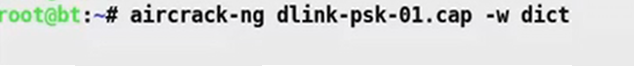 root@bt:~# aircrack-ng dlink-psk-01.cap -w dict